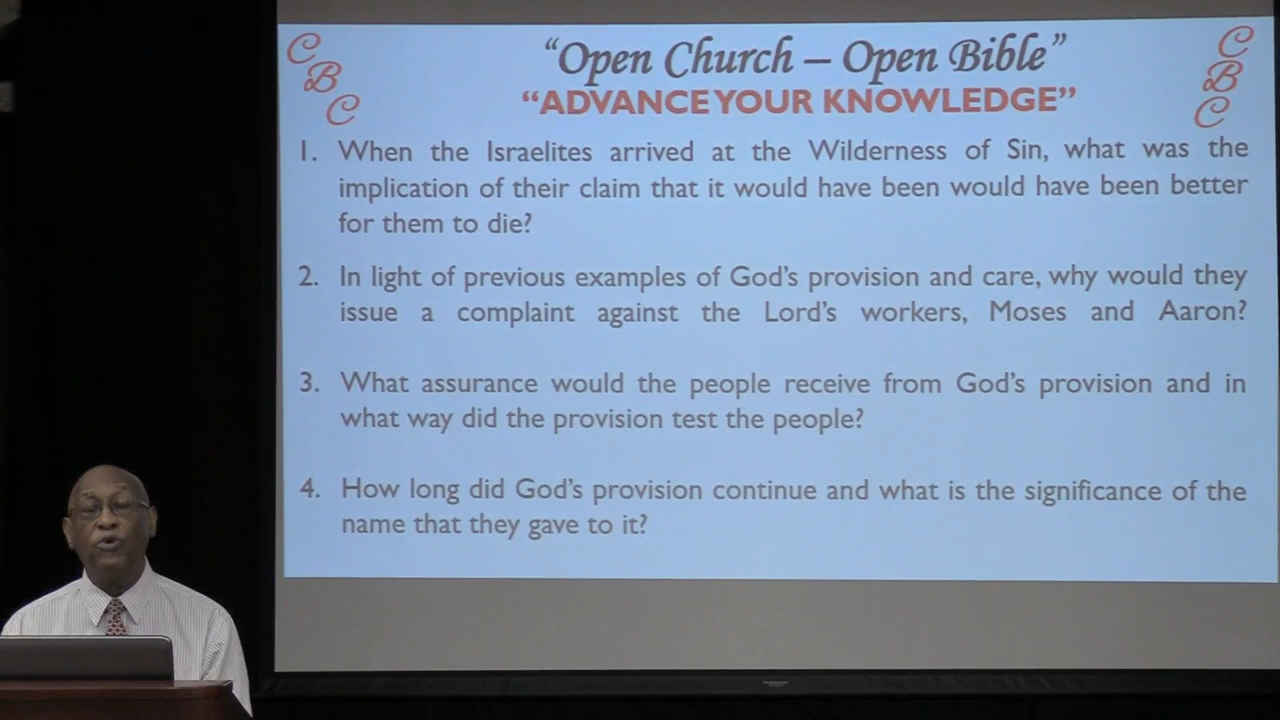 C B C
“Open Church – Open Bible”
C B C
“ADVANCE YOUR KNOWLEDGE”
1. When the Israelites arrived at the Wilderness of Sin, what was the
implication of their claim that it would have been would have been better
for them to die?
2. In light of previous examples of God’s provision and care, why would they
issue a complaint against the Lord’s workers, Moses and Aaron?
3. What assurance would the people receive from God’s provision and in
what way did the provision test the people?
4. How long did God’s provision continue and what is the significance of the
name that they gave to it?